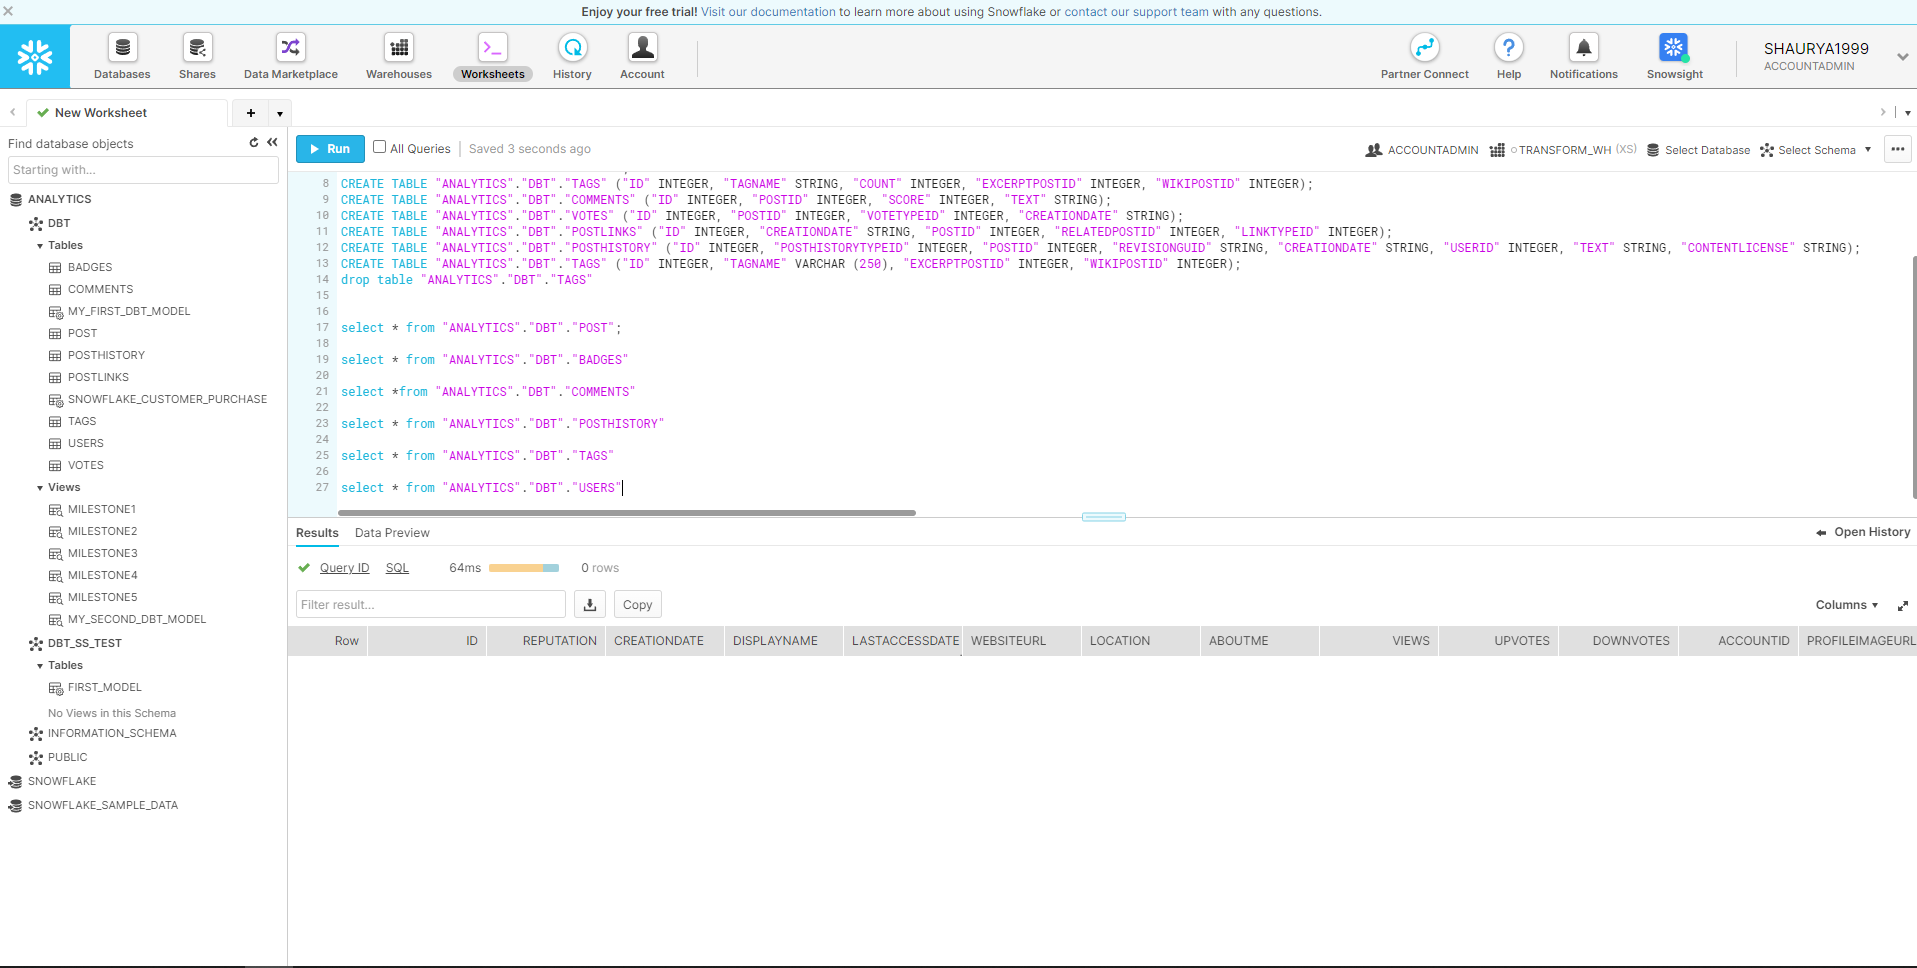 Enjoy your free trial! Visit our documentation to learn more about using Snowflake or contact our support team with any questions.
Databases
Shares
Data Marketplace
Warehouses
Worksheets
History
Account
Partner Connect
Help
Notifications
Snowsight
SHAURYA1999
ACCOUNTADMIN
New Worksheet
Find database objects
Starting with...
Run
All Queries
Saved 3 seconds ago
ACCOUNTADMIN
TRANSFORM_WH (XS)
Select Database
Select Schema
ANALYTICS
DBT
Tables
BADGES
COMMENTS
MY_FIRST_DBT_MODEL
POST
POSTHISTORY
POSTLINKS
SNOWFLAKE_CUSTOMER_PURCHASE
TAGS
USERS
VOTES
Views
MILESTONE1
MILESTONE2
MILESTONE3
MILESTONE4
MILESTONE5
MY_SECOND_DBT_MODEL
DBT_SS_TEST
Tables
FIRST_MODEL
No Views in this Schema
INFORMATION_SCHEMA
PUBLIC
SNOWFLAKE
SNOWFLAKE_SAMPLE_DATA
8 CREATE TABLE "ANALYTICS"."DBT"."TAGS" ("ID" INTEGER, "TAGNAME" STRING, "COUNT" INTEGER, "EXCERPTPOSTID" INTEGER, "WIKIPOSTID" INTEGER);
9 CREATE TABLE "ANALYTICS"."DBT"."COMMENTS" ("ID" INTEGER, "POSTID" INTEGER, "SCORE" INTEGER, "TEXT" STRING);
10 CREATE TABLE "ANALYTICS"."DBT"."VOTES" ("ID" INTEGER, "POSTID" INTEGER, "VOTETYPEID" INTEGER, "CREATIONDATE" STRING);
11 CREATE TABLE "ANALYTICS"."DBT"."POSTLINKS" ("ID" INTEGER, "CREATIONDATE" STRING, "POSTID" INTEGER, "RELATEDPOSTID" INTEGER, "LINKTYPEID" INTEGER);
12 CREATE TABLE "ANALYTICS"."DBT"."POSTHISTORY" ("ID" INTEGER, "POSTHISTORYTYPEID" INTEGER, "POSTID" INTEGER, "REVISIONGUID" STRING, "CREATIONDATE" STRING, "USERID" INTEGER, "TEXT" STRING, "CONTENTLICENSE" STRING);
13 CREATE TABLE "ANALYTICS"."DBT"."TAGS" ("ID" INTEGER, "TAGNAME" VARCHAR (250), "EXCERPTPOSTID" INTEGER, "WIKIPOSTID" INTEGER);
14 drop table "ANALYTICS"."DBT"."TAGS"
15
16
17 select * from "ANALYTICS"."DBT"."POST";
18
19 select * from "ANALYTICS"."DBT"."BADGES"
20
21 select *from "ANALYTICS"."DBT"."COMMENTS"
22
23 select * from "ANALYTICS"."DBT"."POSTHISTORY"
24
25 select * from "ANALYTICS"."DBT"."TAGS"
26
27 select * from "ANALYTICS"."DBT"."USERS"
Results
Data Preview
Open History
Query ID
SQL
64ms
0 rows
Filter result...
Copy
Columns
Row ID REPUTATION CREATIONDATE DISPLAYNAME LASTACCESSDATE WEBSITEURL LOCATION ABOUTME VIEWS UPVOTES DOWNVOTES ACCOUNTID PROFILEIMAGEURL